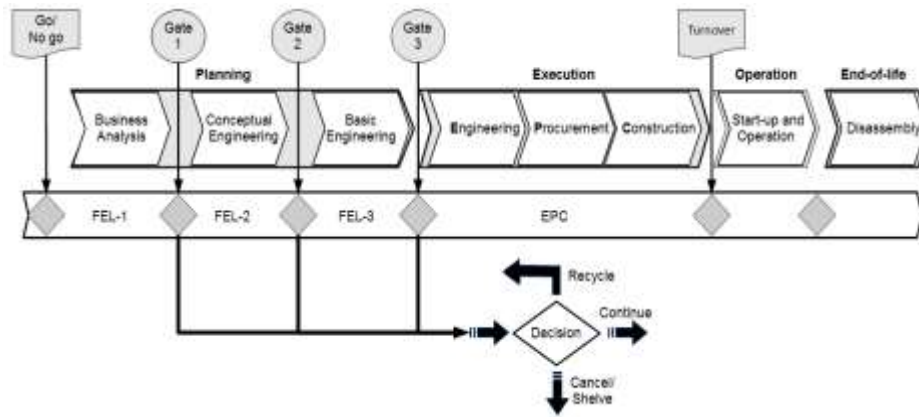 Go/
No go
Gate
1
Gate
2
Gate
3
Turnover
Planning
Execution
Operation
End-of-life
Business
Analysis
Conceptual
Engineering
Basic
Engineering
Engineering
Procurement
Construction
Start-up and
Operation
Disassembly
FEL-1
FEL-2
FEL-3
EPC
Recycle
Continue
Decision
Cancel/
Shelve